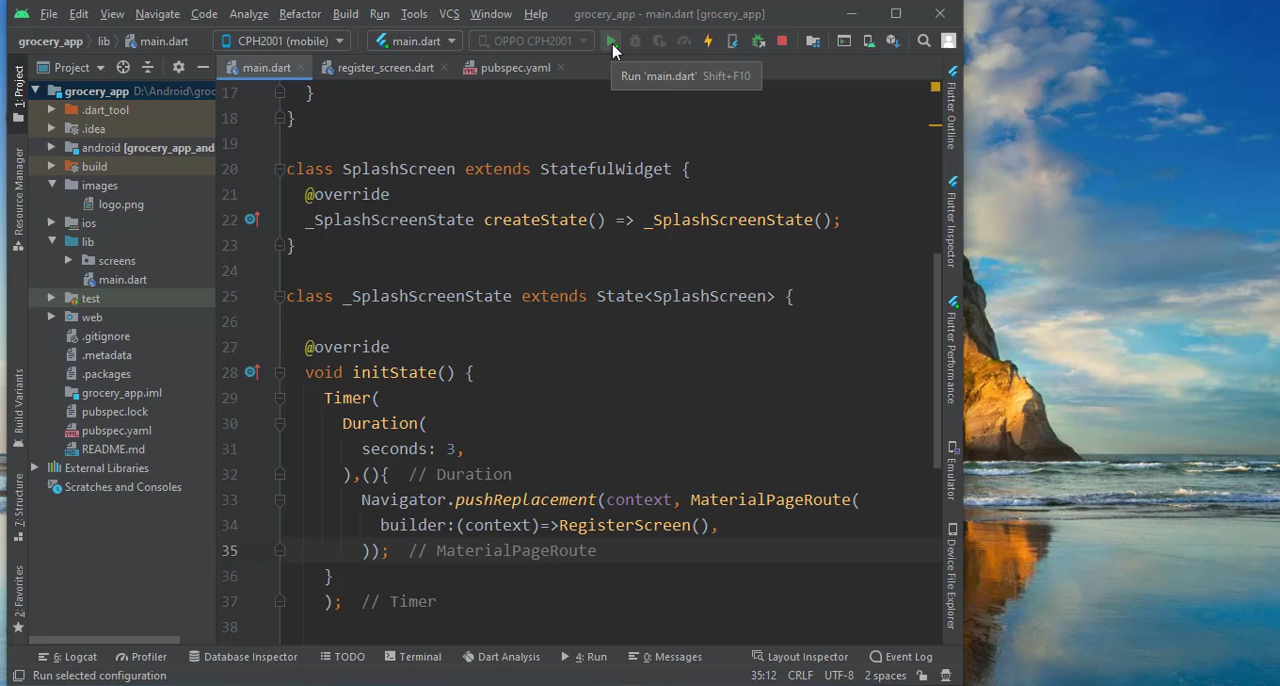 File Edit View Navigate Code Analyze Refactor Build Run Tools VCS Window Help grocery_app - main.dart [grocery_app]
grocery_app lib main.dart CPH2001 (mobile) main.dart OPPO CPH2001
Project main.dart register_screen.dart pubspec.yaml
Run 'main.dart' Shift+F10
1: Project
Resource Manager
Build Variants
7: Structure
2: Favorites
grocery_app D:\Android\groc
.dart_tool
.idea
android [grocery_app_and
build
images
logo.png
ios
lib
screens
main.dart
test
web
.gitignore
.metadata
.packages
grocery_app.iml
pubspec.lock
pubspec.yaml
README.md
External Libraries
Scratches and Consoles
17 }
18 }
19
20 class SplashScreen extends StatefulWidget {
21 @override
22 _SplashScreenState createState() => _SplashScreenState();
23 }
24
25 class _SplashScreenState extends State<SplashScreen> {
26
27 @override
28 void initState() {
29 Timer(
30 Duration(
31 seconds: 3,
32 ),(){ // Duration
33 Navigator.pushReplacement(context, MaterialPageRoute(
34 builder:(context)=>RegisterScreen(),
35 )); // MaterialPageRoute
36 }
37 ); // Timer
38
Flutter Outline
Flutter Inspector
Flutter Performance
Emulator
Device File Explorer
6: Logcat Profiler Database Inspector TODO Terminal Dart Analysis 4: Run 0: Messages Layout Inspector Event Log
Run selected configuration 35:12 CRLF UTF-8 2 spaces